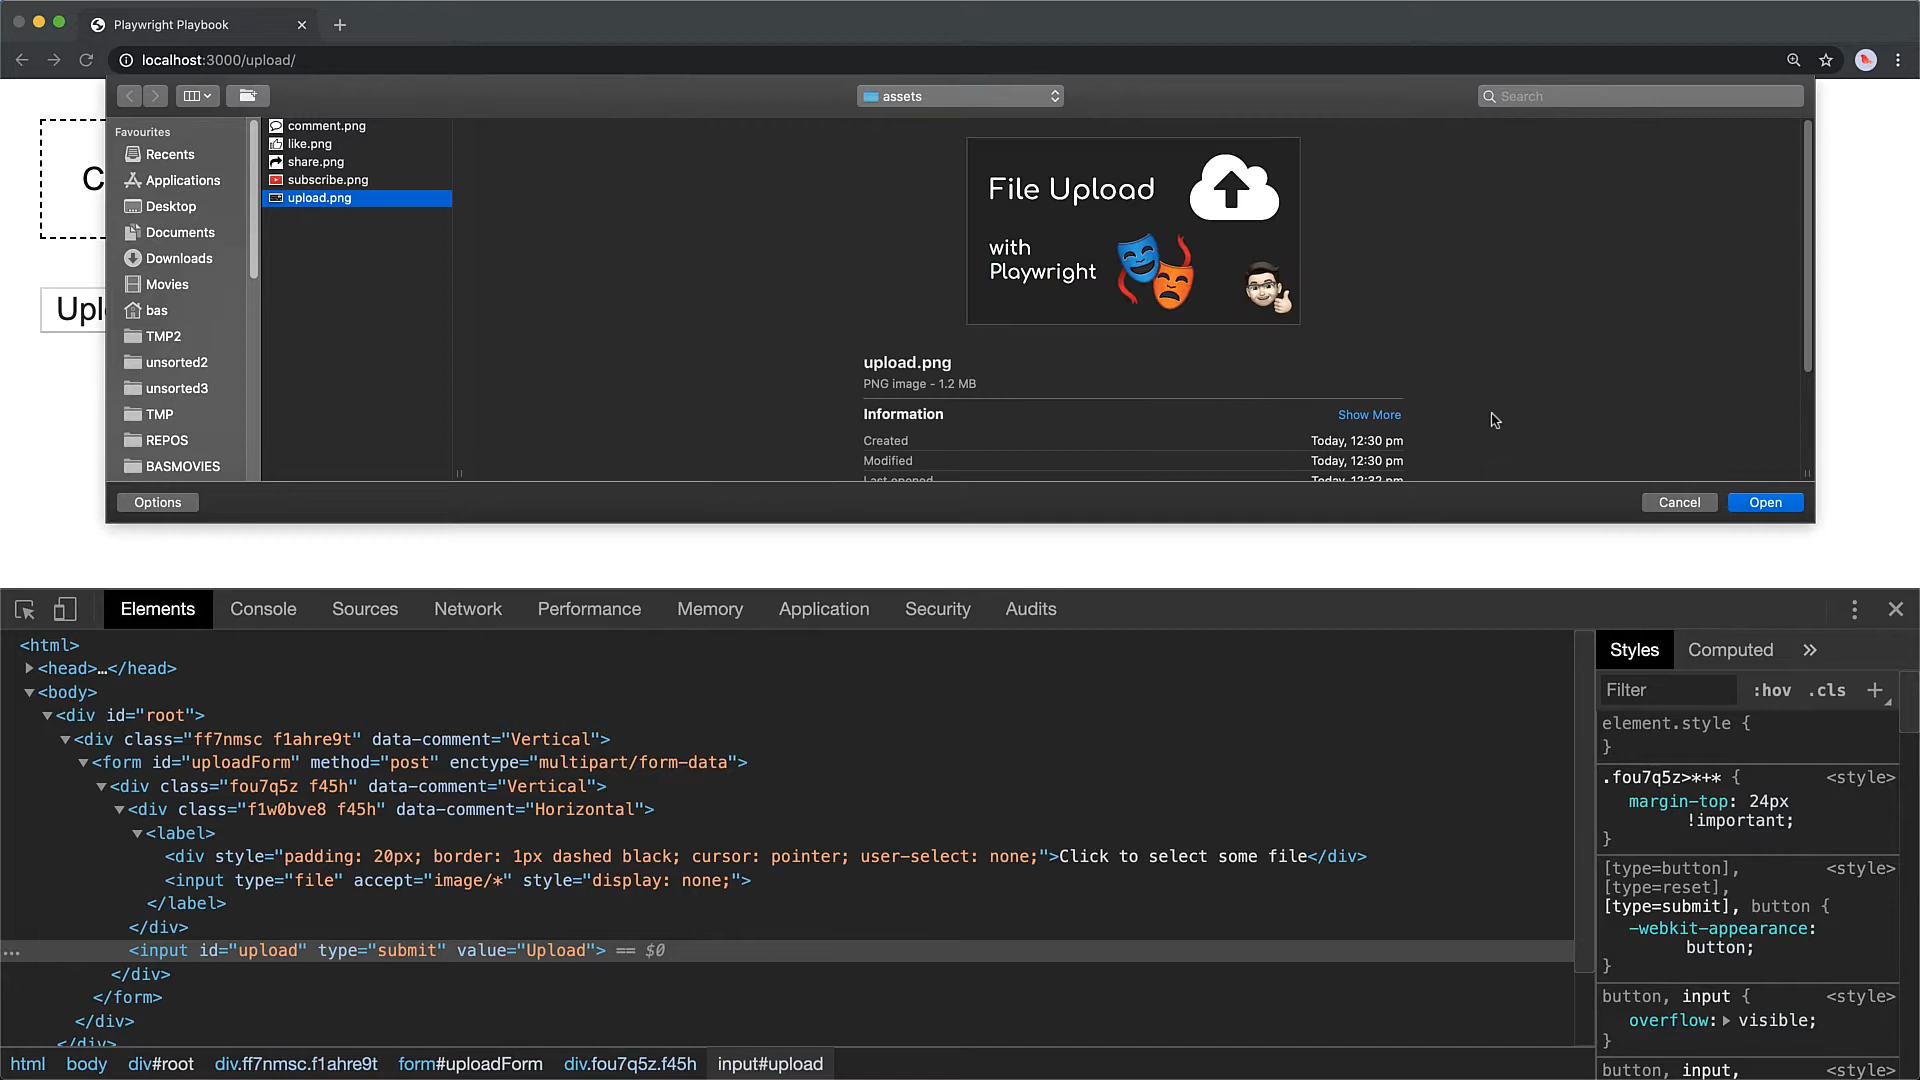 Playwright Playbook
localhost:3000/upload/
assets
Search
Favourites
Recents
Applications
Desktop
Documents
Downloads
Movies
bas
TMP2
unsorted2
unsorted3
TMP
REPOS
BASMOVIES
comment.png
like.png
share.png
subscribe.png
upload.png
File Upload
with
Playwright
upload.png
PNG image - 1.2 MB
Information
Show More
Created
Today, 12:30 pm
Modified
Today, 12:30 pm
Last opened
Today, 12:32 pm
Options
Cancel
Open
C
Uplo
Elements
Console
Sources
Network
Performance
Memory
Application
Security
Audits
<html>
<head>…</head>
<body>
<div id="root">
<div class="ff7nmsc f1ahre9t" data-comment="Vertical">
<form id="uploadForm" method="post" enctype="multipart/form-data">
<div class="fou7q5z f45h" data-comment="Vertical">
<div class="f1w0bve8 f45h" data-comment="Horizontal">
<label>
<div style="padding: 20px; border: 1px dashed black; cursor: pointer; user-select: none;">Click to select some file</div>
<input type="file" accept="image/*" style="display: none;">
</label>
</div>
… <input id="upload" type="submit" value="Upload"> == $0
</div>
</form>
</div>
</div>
html
body
div#root
div.ff7nmsc.f1ahre9t
form#uploadForm
div.fou7q5z.f45h
input#upload
Styles
Computed
»
Filter
:hov
.cls
+
element.style {
}
.fou7q5z>*+* {
<style>
margin-top: 24px
!important;
}
[type=button],
<style>
[type=reset],
[type=submit], button {
-webkit-appearance:
button;
}
button, input {
<style>
overflow: visible;
}
button, input,
<style>